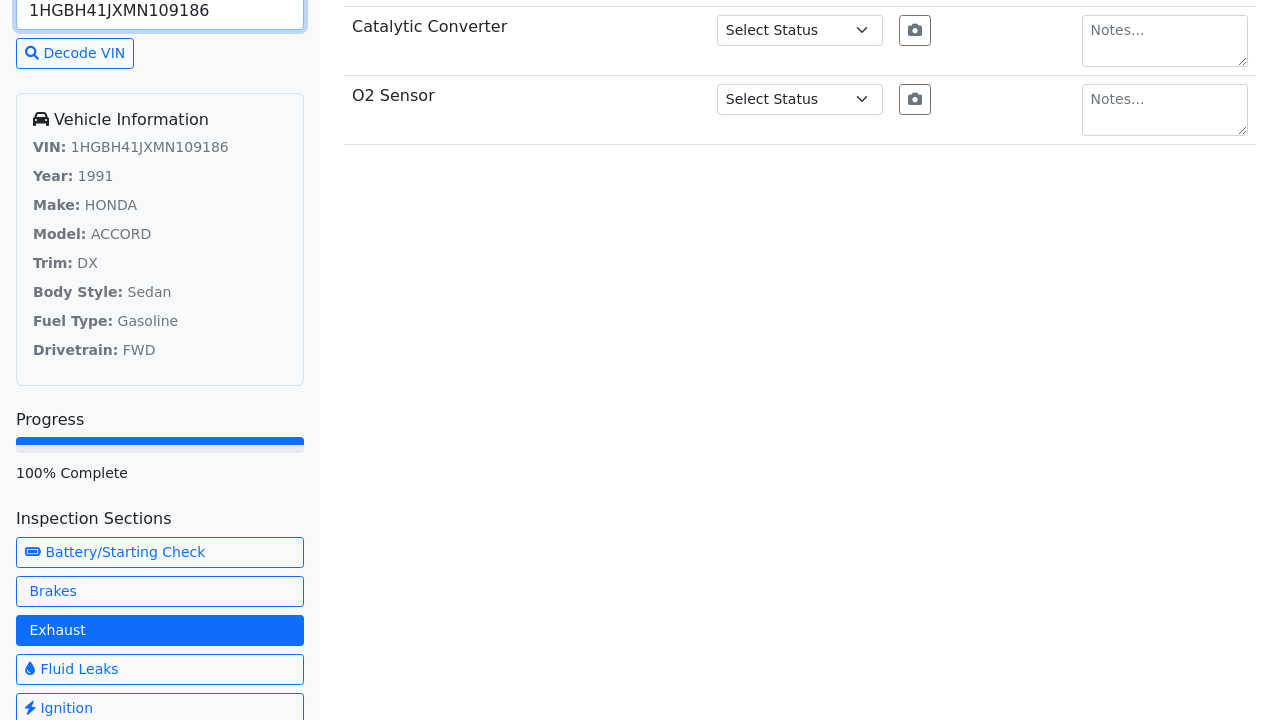 1HGBH41JXMN109186
Decode VIN
Vehicle Information
VIN: 1HGBH41JXMN109186
Year: 1991
Make: HONDA
Model: ACCORD
Trim: DX
Body Style: Sedan
Fuel Type: Gasoline
Drivetrain: FWD
Progress
100% Complete
Inspection Sections
Battery/Starting Check
Brakes
Exhaust
Fluid Leaks
Ignition
Catalytic Converter Select Status Notes...
O2 Sensor Select Status Notes...